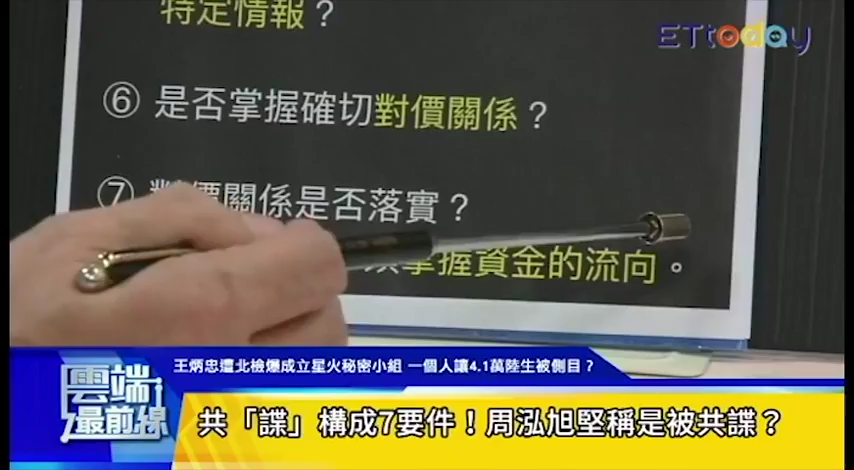 特定情報？
ETtoday
⑥ 是否掌握確切對價關係？
⑦ 對價關係是否落實？
掌握資金的流向。
王炳忠遭北檢爆成立星火秘密小組 一個人讓4.1萬陸生被側目？
雲端
最前線
共「諜」構成7要件！周泓旭堅稱是被共諜？